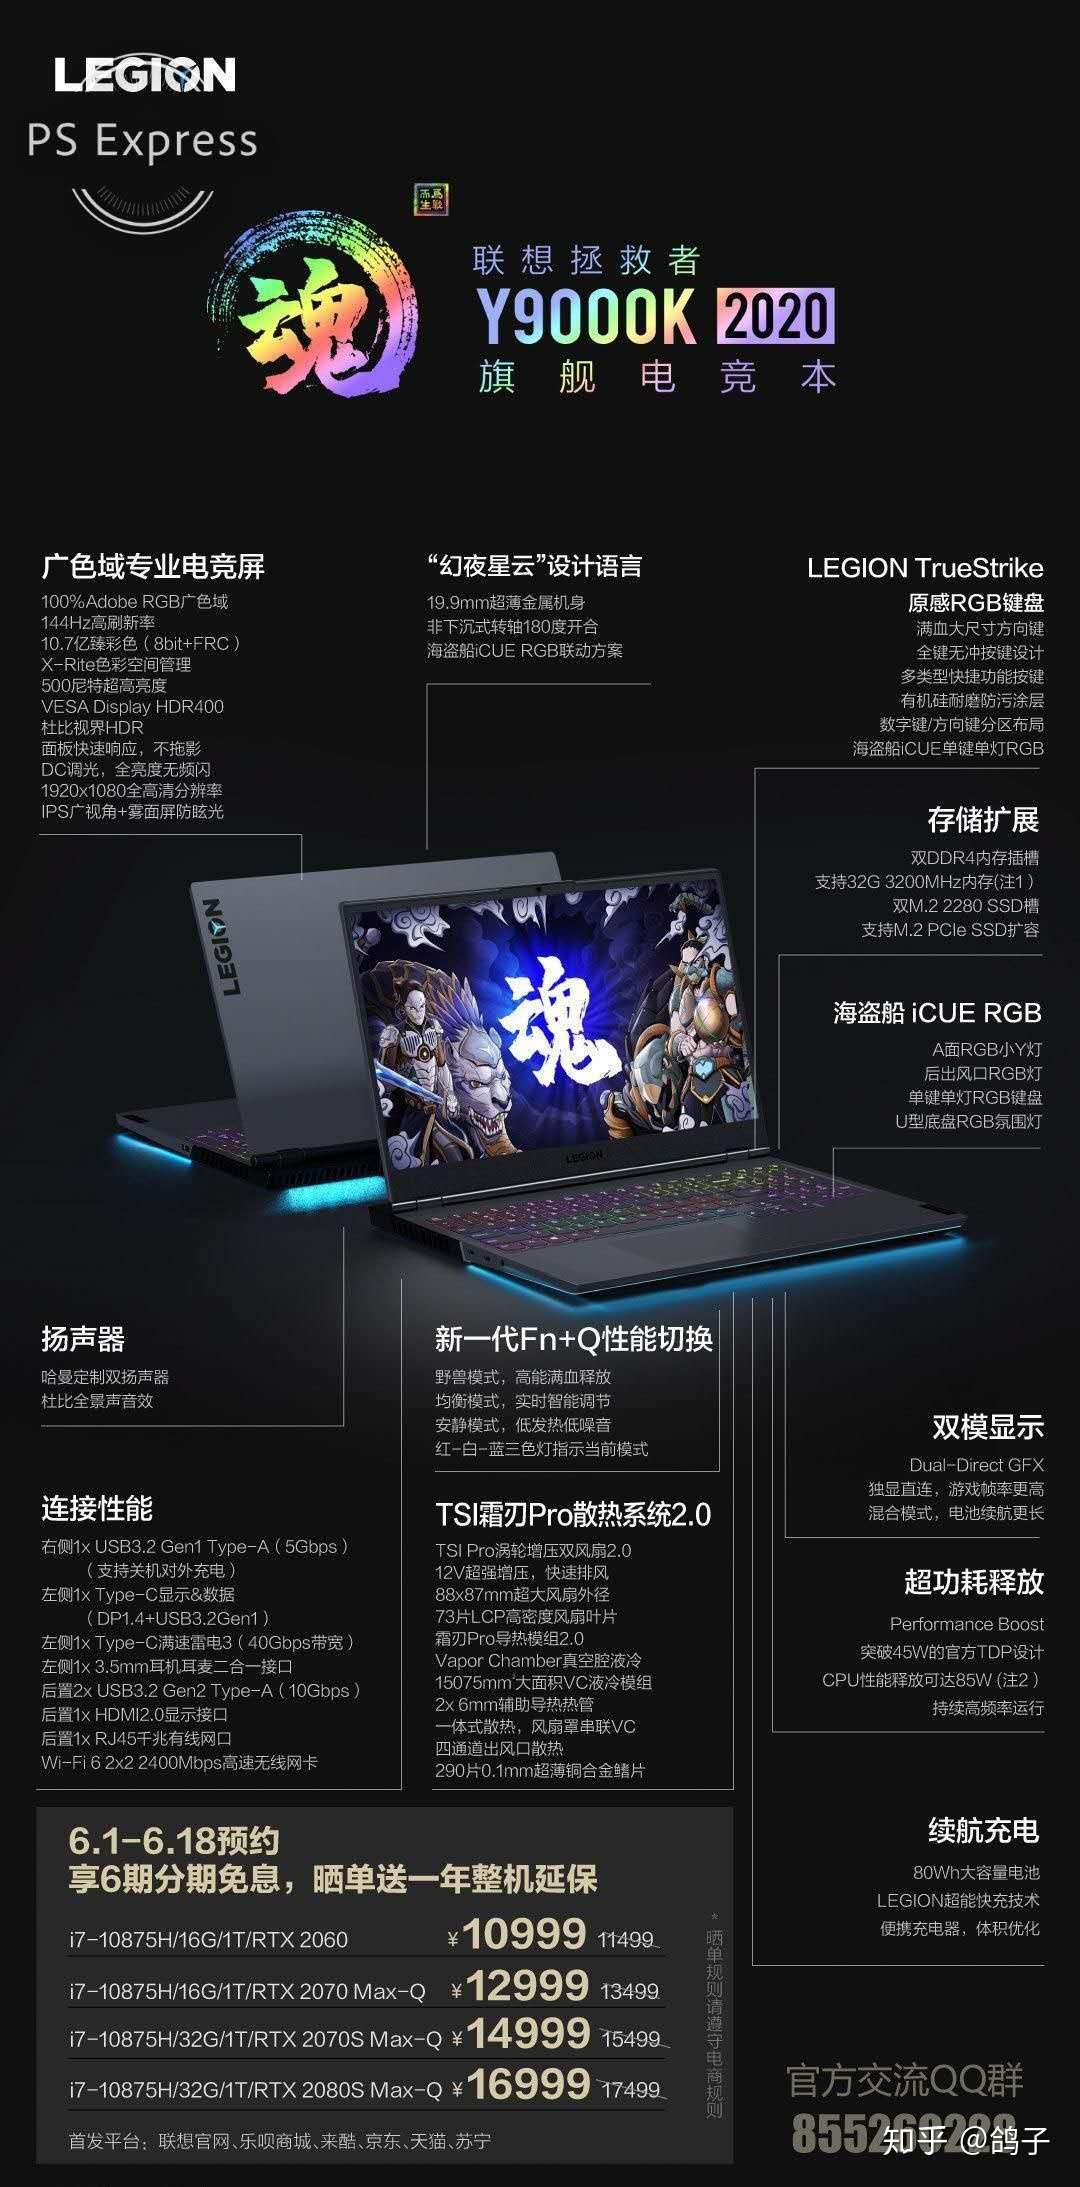 LEGION
PS Express
而為
生戰
魂
联想拯救者
Y9000K 2020
旗舰电竞本
广色域专业电竞屏
100%Adobe RGB广色域
144Hz高刷新率
10.7亿臻彩色（8bit+FRC）
X-Rite色彩空间管理
500尼特超高亮度
VESA Display HDR400
杜比视界HDR
面板快速响应，不拖影
DC调光，全亮度无频闪
1920x1080全高清分辨率
IPS广视角+雾面屏防眩光
“幻夜星云”设计语言
19.9mm超薄金属机身
非下沉式转轴180度开合
海盗船iCUE RGB联动方案
LEGION TrueStrike
原感RGB键盘
满血大尺寸方向键
全键无冲按键设计
多类型快捷功能按键
有机硅耐磨防污涂层
数字键/方向键分区布局
海盗船iCUE单键单灯RGB
存储扩展
双DDR4内存插槽
支持32G 3200MHz内存(注1）
双M.2 2280 SSD槽
支持M.2 PCIe SSD扩容
海盗船 iCUE RGB
A面RGB小Y灯
后出风口RGB灯
单键单灯RGB键盘
U型底盘RGB氛围灯
LEGION
魂
LEGION
扬声器
哈曼定制双扬声器
杜比全景声音效
新一代Fn+Q性能切换
野兽模式，高能满血释放
均衡模式，实时智能调节
安静模式，低发热低噪音
红-白-蓝三色灯指示当前模式
双模显示
Dual-Direct GFX
独显直连，游戏帧率更高
混合模式，电池续航更长
连接性能
右侧1x USB3.2 Gen1 Type-A（5Gbps）
（支持关机对外充电）
左侧1x Type-C显示&数据
（DP1.4+USB3.2Gen1）
左侧1x Type-C满速雷电3（40Gbps带宽）
左侧1x 3.5mm耳机耳麦二合一接口
后置2x USB3.2 Gen2 Type-A（10Gbps）
后置1x HDMI2.0显示接口
后置1x RJ45千兆有线网口
Wi-Fi 6 2x2 2400Mbps高速无线网卡
TSI霜刃Pro散热系统2.0
TSI Pro涡轮增压双风扇2.0
12V超强增压，快速排风
88x87mm超大风扇外径
73片LCP高密度风扇叶片
霜刃Pro导热模组2.0
Vapor Chamber真空腔液冷
15075mm²大面积VC液冷模组
2x 6mm辅助导热热管
一体式散热，风扇罩串联VC
四通道出风口散热
290片0.1mm超薄铜合金鳍片
超功耗释放
Performance Boost
突破45W的官方TDP设计
CPU性能释放可达85W (注2）
持续高频率运行
续航充电
80Wh大容量电池
LEGION超能快充技术
便携充电器，体积优化
6.1-6.18预约
享6期分期免息，晒单送一年整机延保
i7-10875H/16G/1T/RTX 2060 ¥10999 11499
i7-10875H/16G/1T/RTX 2070 Max-Q ¥12999 13499
i7-10875H/32G/1T/RTX 2070S Max-Q ¥14999 15499
i7-10875H/32G/1T/RTX 2080S Max-Q ¥16999 17499
首发平台：联想官网、乐呗商城、来酷、京东、天猫、苏宁
*晒单规则请遵守电商规则
官方交流QQ群
855260228
知乎 @鸽子